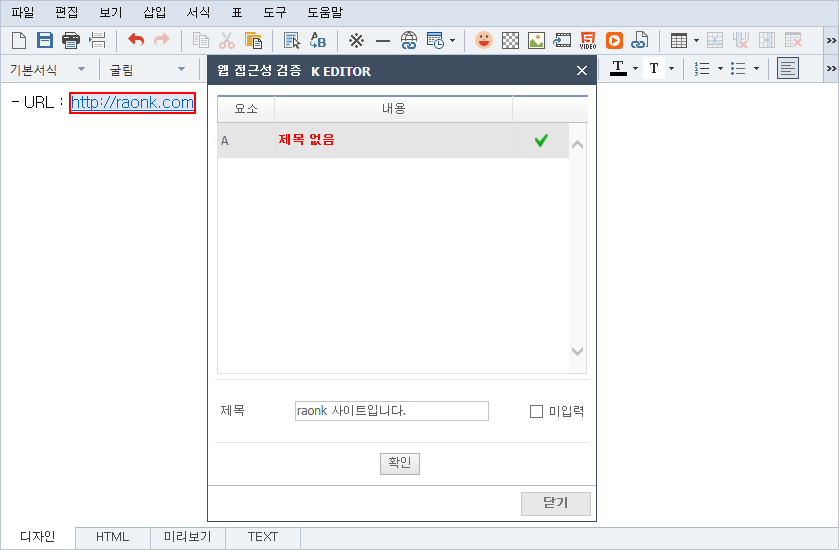 파일 편집 보기 삽입 서식 표 도구 도움말
기본서식 굴림
웹 접근성 검증 K EDITOR
- URL : http://raonk.com
요소 내용
A 제목 없음
제목 raonk 사이트입니다. 미입력
확인
닫기
디자인 HTML 미리보기 TEXT